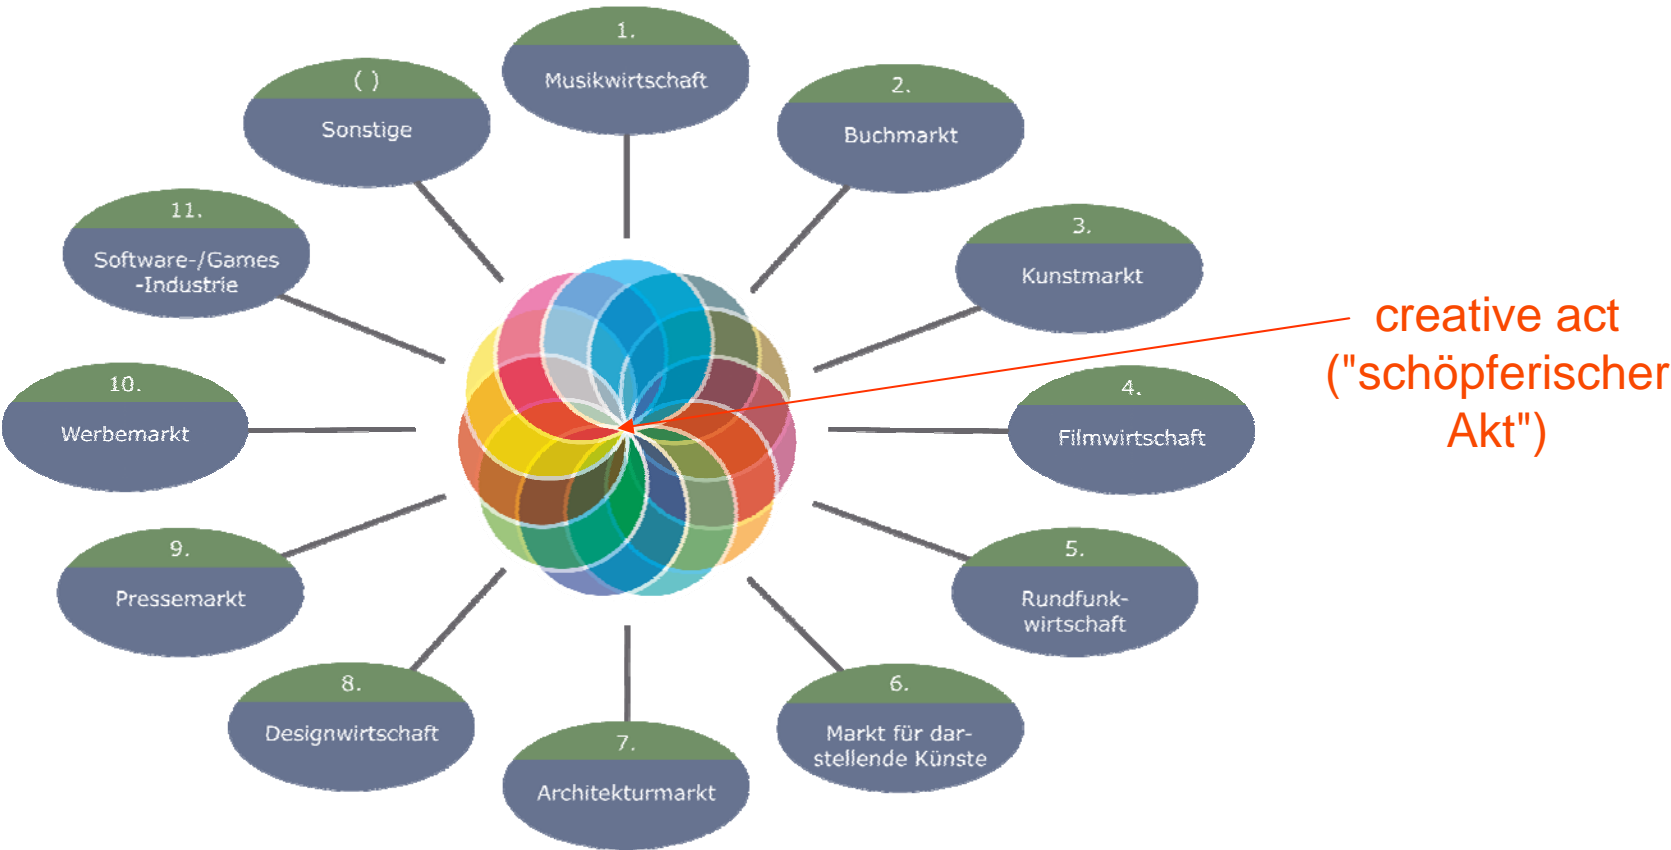 1.
Musikwirtschaft
2.
Buchmarkt
3.
Kunstmarkt
4.
Filmwirtschaft
5.
Rundfunk-
wirtschaft
6.
Markt für dar-
stellende Künste
7.
Architekturmarkt
8.
Designwirtschaft
9.
Pressemarkt
10.
Werbemarkt
11.
Software-/Games
-Industrie
( )
Sonstige
creative act
("schöpferischer
Akt")